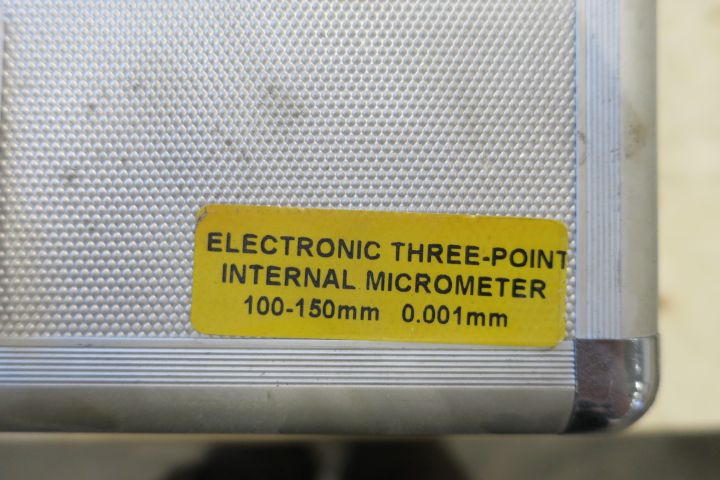 ELECTRONIC THREE-POINT
INTERNAL MICROMETER
100-150mm 0.001mm